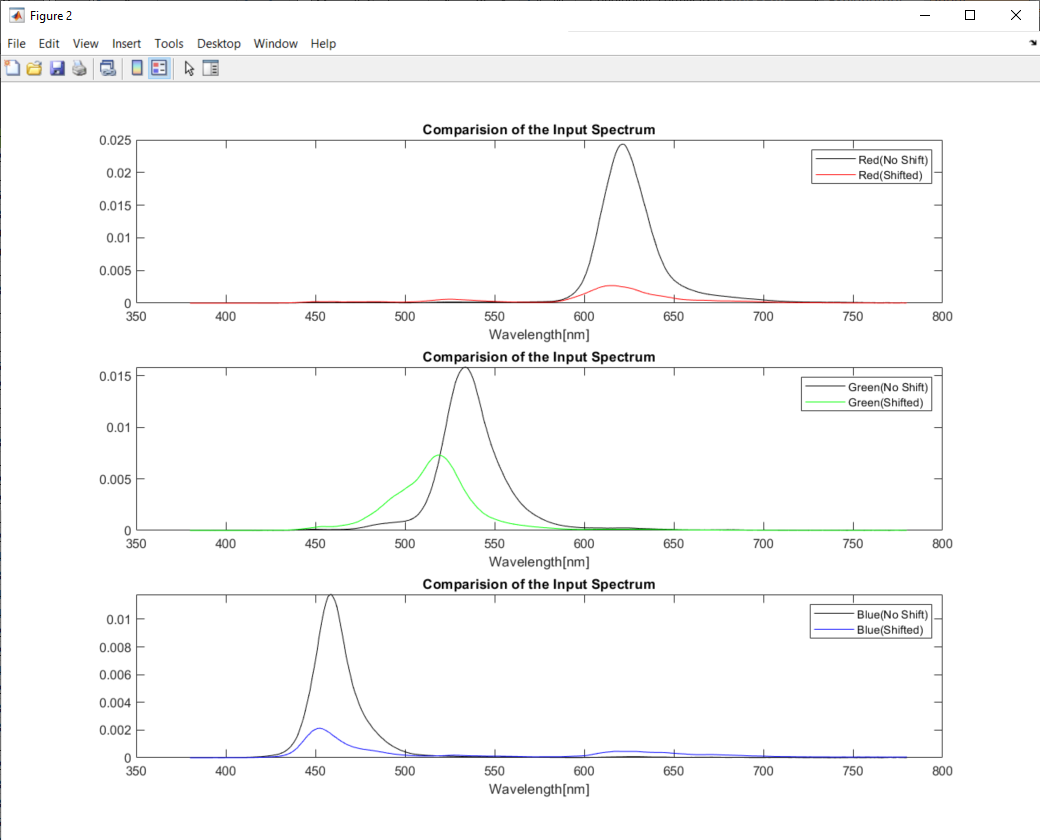 Figure 2
File Edit View Insert Tools Desktop Window Help
Comparision of the Input Spectrum
0.025
0.02
0.015
0.01
0.005
0
Red(No Shift)
Red(Shifted)
350 400 450 500 550 600 650 700 750 800
Wavelength[nm]
Comparision of the Input Spectrum
0.015
0.01
0.005
0
Green(No Shift)
Green(Shifted)
350 400 450 500 550 600 650 700 750 800
Wavelength[nm]
Comparision of the Input Spectrum
0.01
0.008
0.006
0.004
0.002
0
Blue(No Shift)
Blue(Shifted)
350 400 450 500 550 600 650 700 750 800
Wavelength[nm]